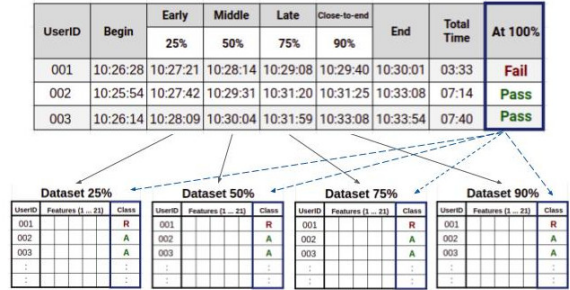 UserID Begin Early Middle Late Close-to-end End Total Time At 100%
25% 50% 75% 90%
001 10:26:28 10:27:21 10:28:14 10:29:08 10:29:40 10:30:01 03:33 Fail
002 10:25:54 10:27:42 10:29:31 10:31:20 10:31:25 10:33:08 07:14 Pass
003 10:26:14 10:28:09 10:30:04 10:31:59 10:33:08 10:33:54 07:40 Pass
Dataset 25% Dataset 50% Dataset 75% Dataset 90%
UserID Features (1 ... 21) Class UserID Features (1 ... 21) Class UserID Features (1 ... 21) Class UserID Features (1 ... 21) Class
001 R 001 R 001 R 001 R
002 A 002 A 002 A 002 A
003 A 003 A 003 A 003 A
: : : : : : : :
: : : : : : : :